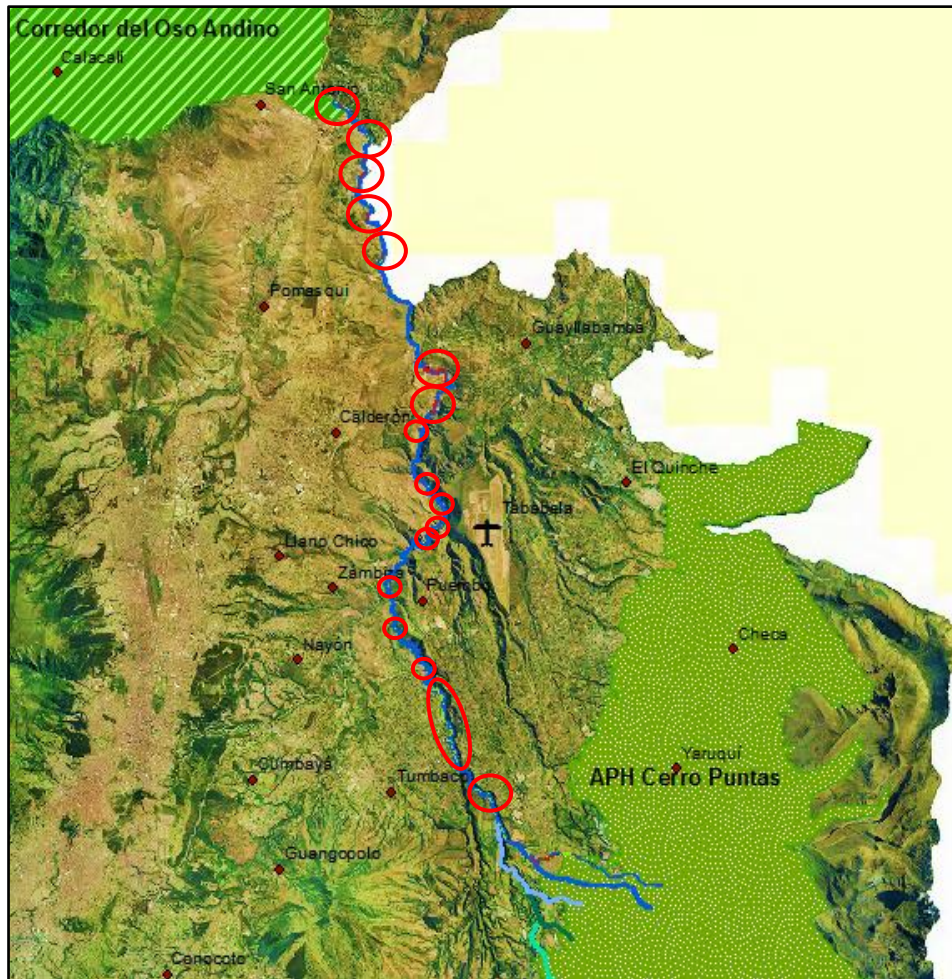 Corredor del Oso Andino
Calacalí
San Antonio
Pomasqui
Guayllabamba
Calderón
El Quinche
Tababela
Llano Chico
Zámbiza
Puembo
Checa
Nayón
Yaruquí
APH Cerro Puntas
Cumbayá
Tumbaco
Guangopolo
Conocoto